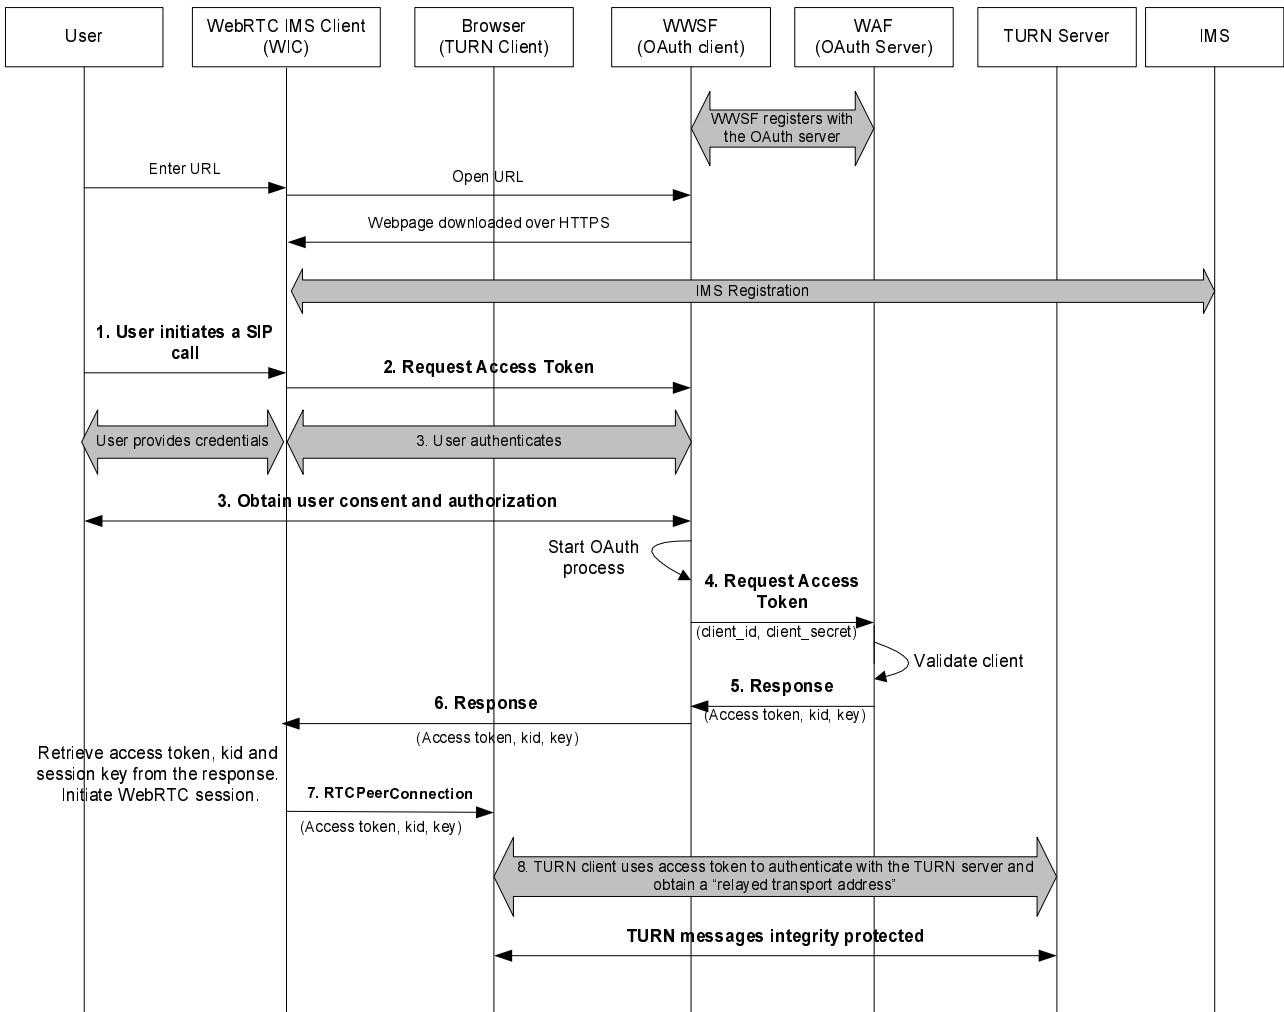 User
WebRTC IMS Client
(WIC)
Browser
(TURN Client)
WWSF
(OAuth client)
WAF
(OAuth Server)
TURN Server
IMS
WWSF registers with
the OAuth server
Enter URL
Open URL
Webpage downloaded over HTTPS
IMS Registration
1. User initiates a SIP
call
2. Request Access Token
User provides credentials
3. User authenticates
3. Obtain user consent and authorization
Start OAuth
process
4. Request Access
Token
(client_id, client_secret)
Validate client
5. Response
(Access token, kid, key)
6. Response
(Access token, kid, key)
Retrieve access token, kid and
session key from the response.
Initiate WebRTC session.
7. RTCPeerConnection
(Access token, kid, key)
8. TURN client uses access token to authenticate with the TURN server and
obtain a “relayed transport address”
TURN messages integrity protected